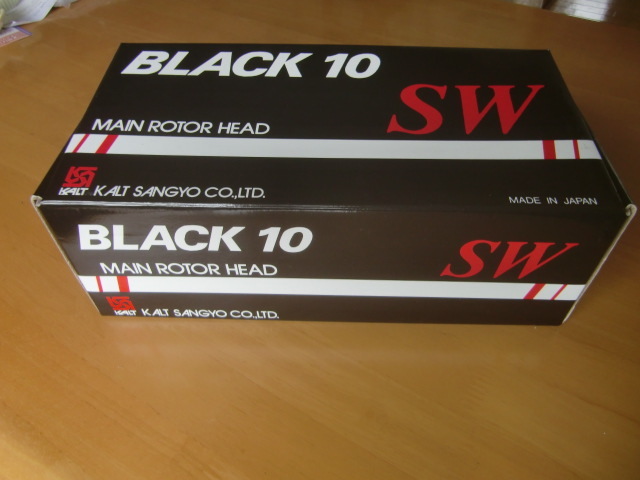 BLACK 10
SW
MAIN ROTOR HEAD
KALT KALT SANGYO CO.,LTD.
MADE IN JAPAN
BLACK 10
SW
MAIN ROTOR HEAD
KALT KALT SANGYO CO.,LTD.